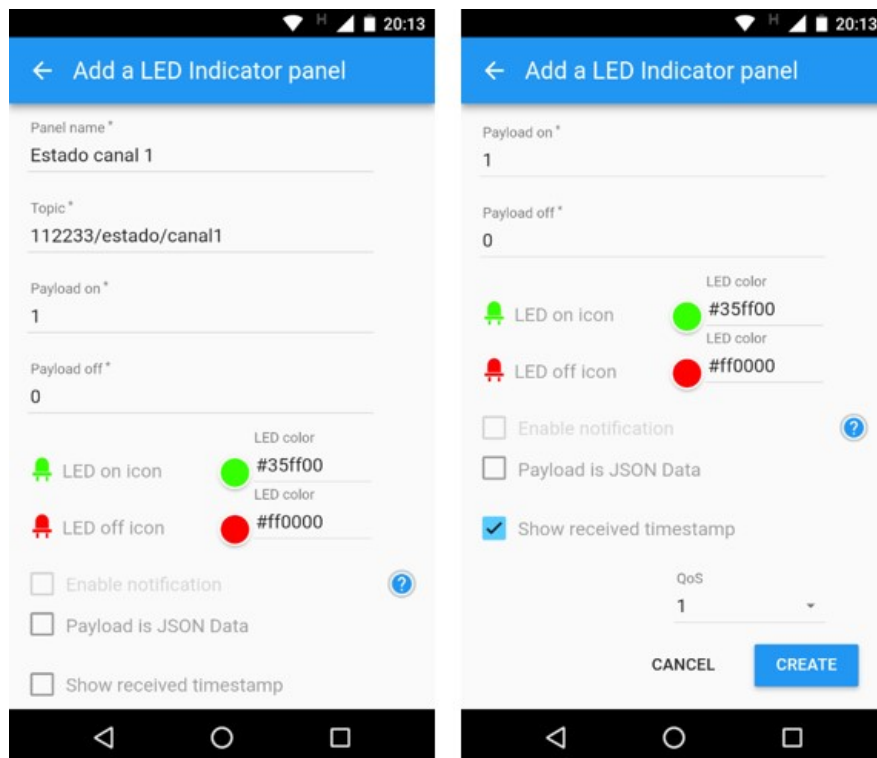 H 20:13
Add a LED Indicator panel
Panel name *
Estado canal 1
Topic *
112233/estado/canal1
Payload on *
1
Payload off *
0
LED color
LED on icon #35ff00
LED color
LED off icon #ff0000
Enable notification ?
Payload is JSON Data
Show received timestamp
H 20:13
Add a LED Indicator panel
Payload on *
1
Payload off *
0
LED color
LED on icon #35ff00
LED color
LED off icon #ff0000
Enable notification ?
Payload is JSON Data
Show received timestamp
QoS
1
CANCEL CREATE